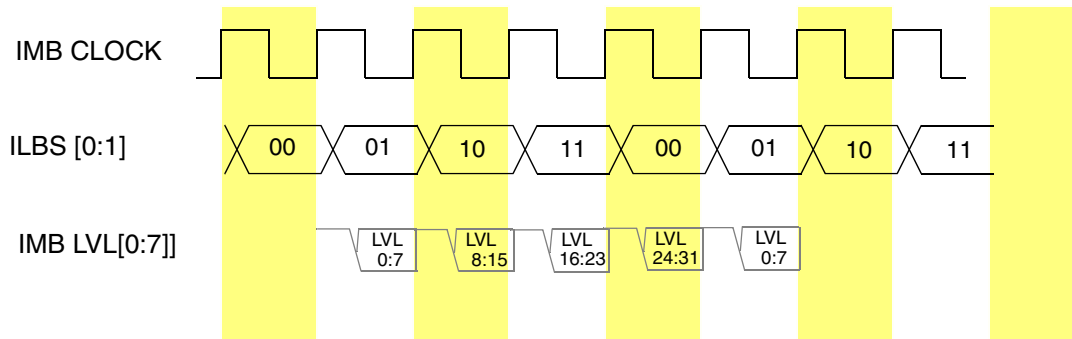 IMB CLOCK
ILBS [0:1]
00 01 10 11 00 01 10 11
IMB LVL[0:7]]
LVL LVL LVL LVL LVL
0:7 8:15 16:23 24:31 0:7